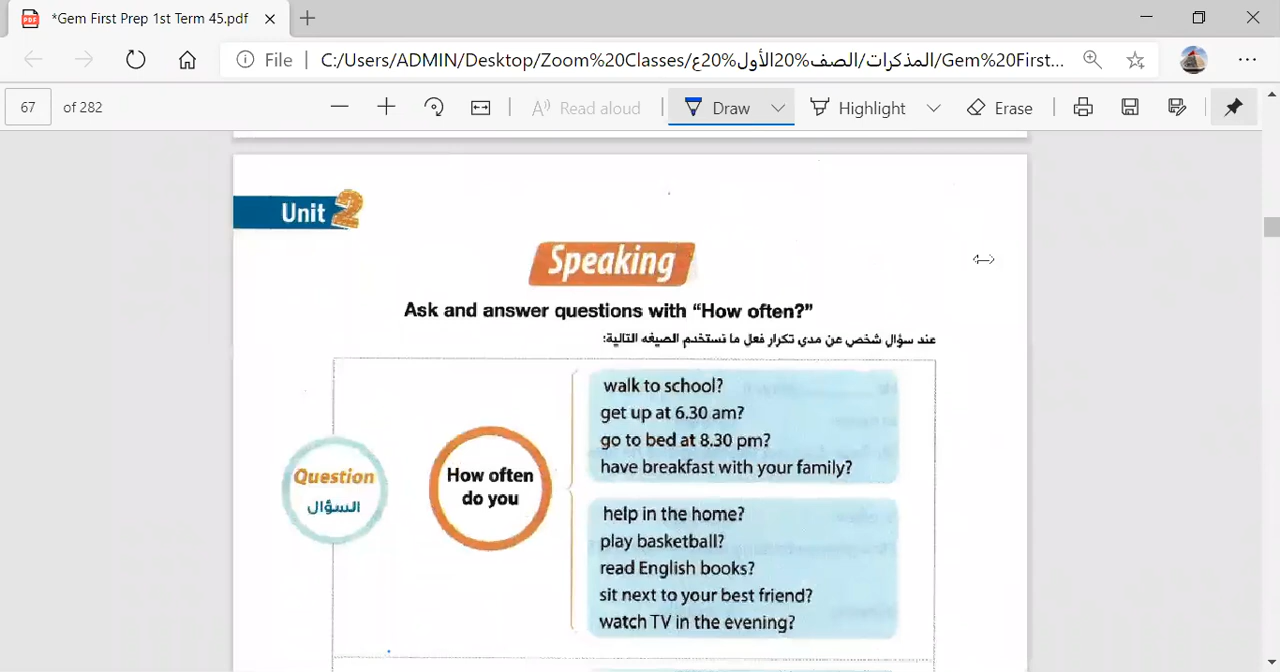 *Gem First Prep 1st Term 45.pdf
File | C:/Users/ADMIN/Desktop/Zoom%20Classes/المذكرات/الصف%20الأول%20ع/Gem%20First...
67 of 282
Read aloud
Draw
Highlight
Erase
Unit 2
Speaking
Ask and answer questions with “How often?”
عند سؤال شخص عن مدي تكرار فعل ما نستخدم الصيغه التالية:
Question
السؤال
How often
do you
walk to school?
get up at 6.30 am?
go to bed at 8.30 pm?
have breakfast with your family?
help in the home?
play basketball?
read English books?
sit next to your best friend?
watch TV in the evening?